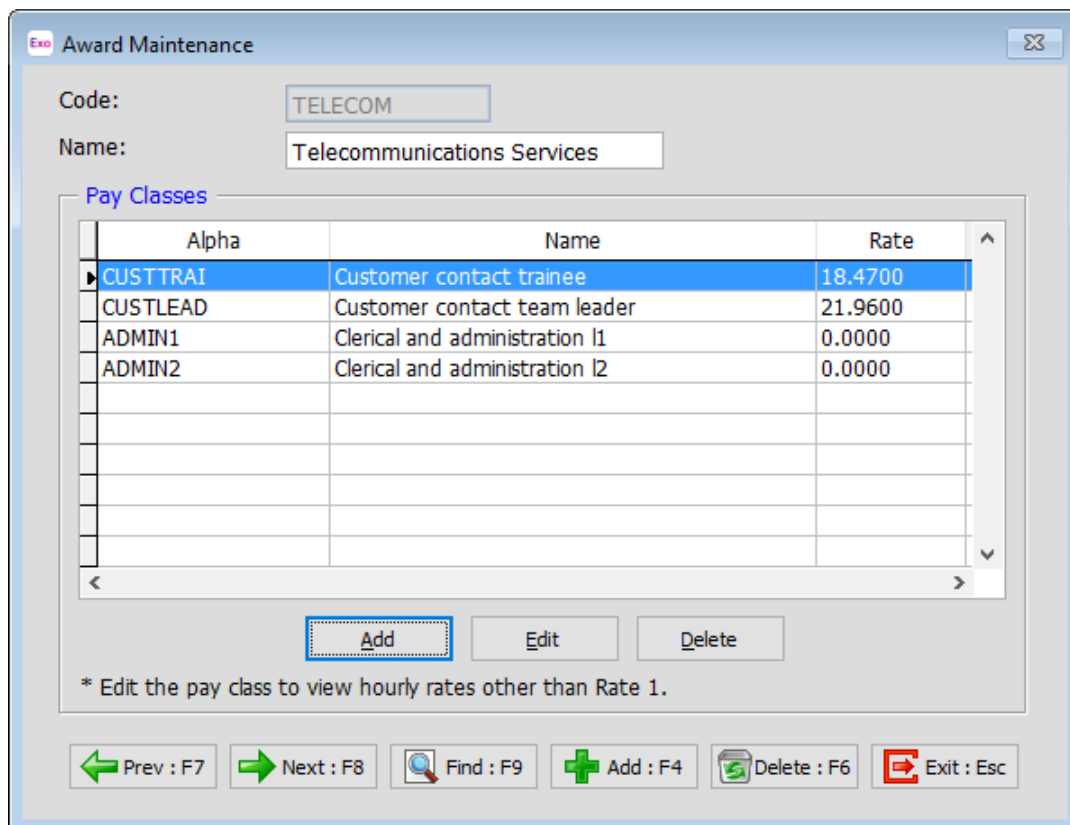 Exo Award Maintenance
Code: TELECOM
Name: Telecommunications Services
Pay Classes
Alpha Name Rate
CUSTTRAI Customer contact trainee 18.4700
CUSTLEAD Customer contact team leader 21.9600
ADMIN1 Clerical and administration l1 0.0000
ADMIN2 Clerical and administration l2 0.0000
Add Edit Delete
* Edit the pay class to view hourly rates other than Rate 1.
Prev : F7 Next : F8 Find : F9 Add : F4 Delete : F6 Exit : Esc